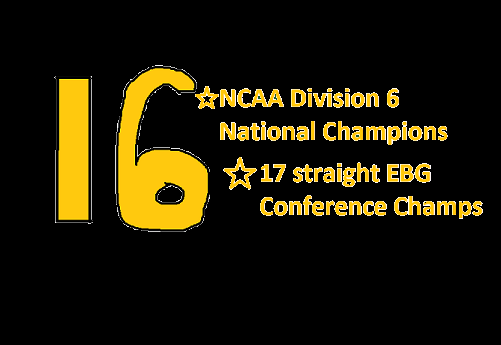 16
NCAA Division 6
National Champions
17 straight EBG
Conference Champs